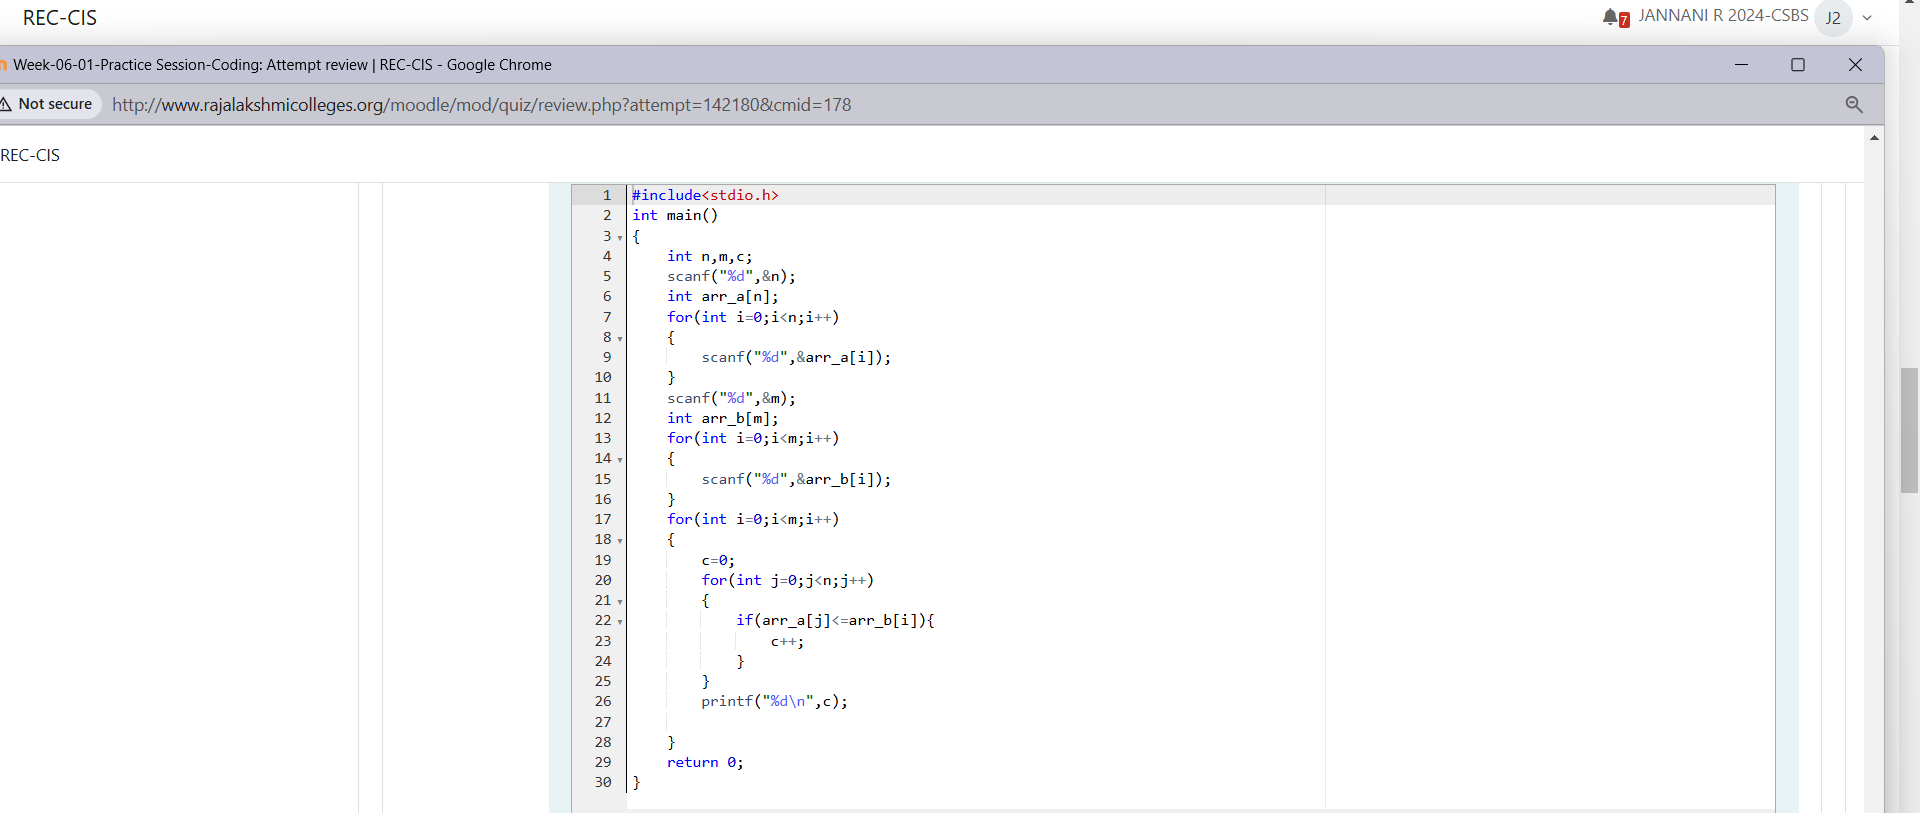 REC-CIS
7 JANNANI R 2024-CSBS J2
Week-06-01-Practice Session-Coding: Attempt review | REC-CIS - Google Chrome
Not secure http://www.rajalakshmicolleges.org/moodle/mod/quiz/review.php?attempt=142180&cmid=178
REC-CIS
1 #include<stdio.h>
2 int main()
3 {
4 int n,m,c;
5 scanf("%d",&n);
6 int arr_a[n];
7 for(int i=0;i<n;i++)
8 {
9 scanf("%d",&arr_a[i]);
10 }
11 scanf("%d",&m);
12 int arr_b[m];
13 for(int i=0;i<m;i++)
14 {
15 scanf("%d",&arr_b[i]);
16 }
17 for(int i=0;i<m;i++)
18 {
19 c=0;
20 for(int j=0;j<n;j++)
21 {
22 if(arr_a[j]<=arr_b[i]){
23 c++;
24 }
25 }
26 printf("%d\n",c);
27
28 }
29 return 0;
30 }